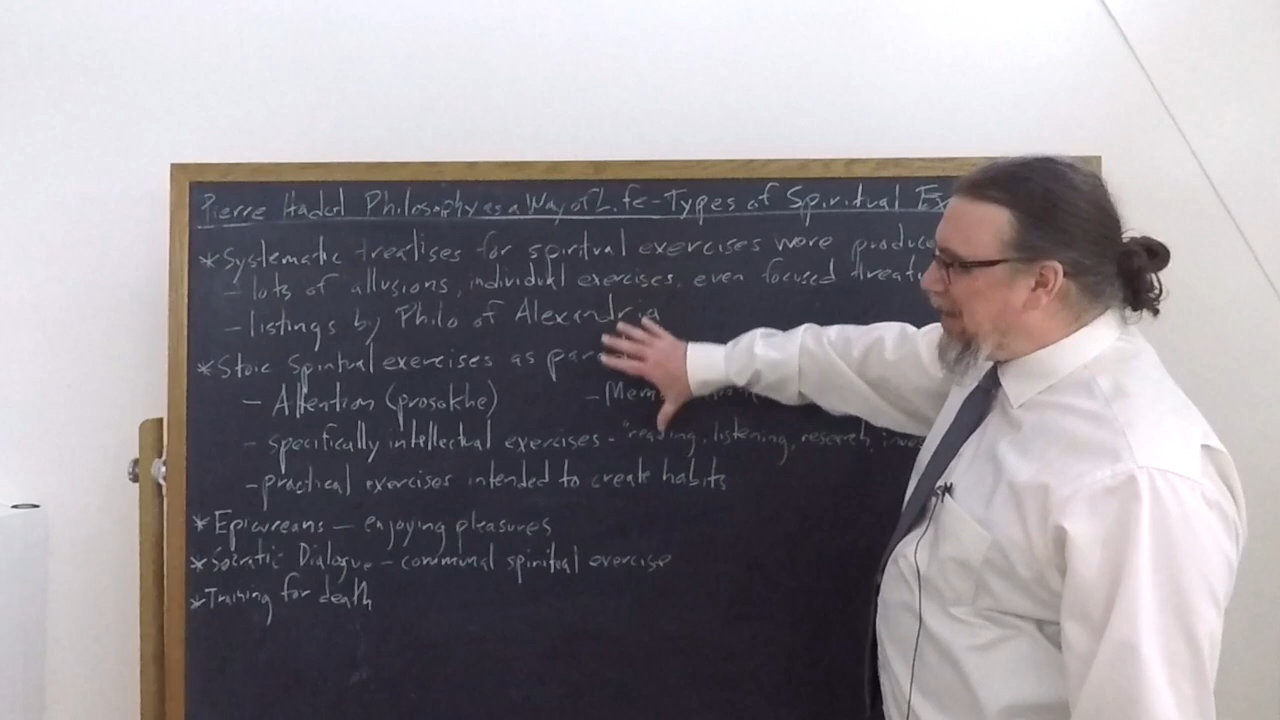 Pierre Hadot Philosophy as a Way of Life - Types of Spiritual Ex
* Systematic treatises for spiritual exercises were produce
- lots of allusions, individual exercises, even focused treat
- listings by Philo of Alexandria
* Stoic Spiritual exercises as par
- Attention (prosokhe) - Mem
- specifically intellectual exercises - "reading, listening, research, inves
- practical exercises intended to create habits
* Epicureans - enjoying pleasures
* Socratic Dialogue - communal spiritual exercise
* Training for death